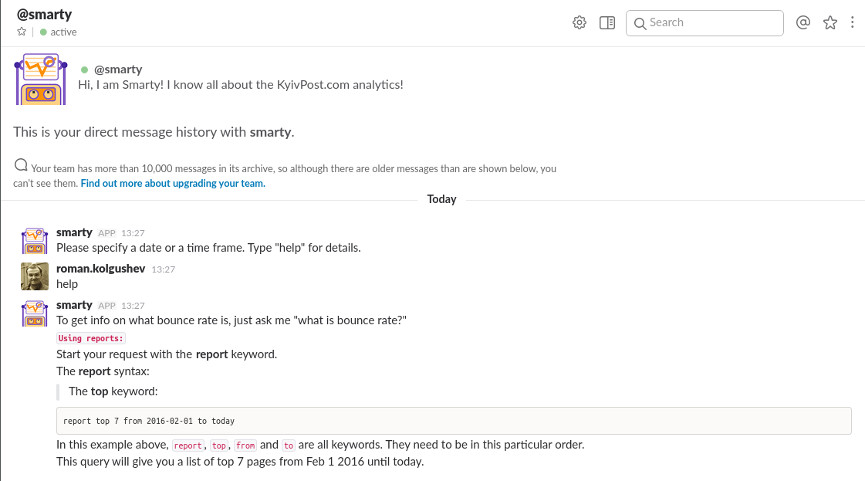 @smarty
active
Search
@smarty
Hi, I am Smarty! I know all about the KyivPost.com analytics!
This is your direct message history with smarty.
Your team has more than 10,000 messages in its archive, so although there are older messages than are shown below, you
can't see them. Find out more about upgrading your team.
Today
smarty APP 13:27
Please specify a date or a time frame. Type "help" for details.
roman.kolgushev 13:27
help
smarty APP 13:27
To get info on what bounce rate is, just ask me "what is bounce rate?"
Using reports:
Start your request with the report keyword.
The report syntax:
The top keyword:
report top 7 from 2016-02-01 to today
In this example above, report, top, from and to are all keywords. They need to be in this particular order.
This query will give you a list of top 7 pages from Feb 1 2016 until today.